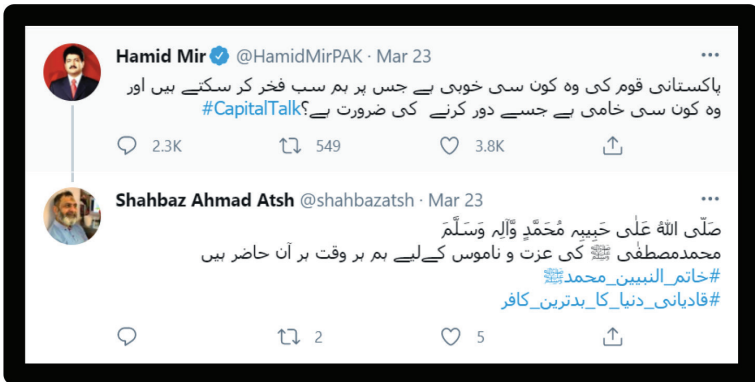 Hamid Mir @HamidMirPAK · Mar 23
پاکستانی قوم کی وہ کون سی خوبی ہے جس پر ہم سب فخر کر سکتے ہیں اور
وہ کون سی خامی ہے جسے دور کرنے کی ضرورت ہے؟#CapitalTalk
2.3K 549 3.8K
Shahbaz Ahmad Atsh @shahbazatsh · Mar 23
صَلَّی اللہُ عَلٰی حَبِیبِہٖ مُحَمَّدٍ وَّآلِہٖ وَسَلَّمَ
محمدمصطفٰی ﷺ کی عزت و ناموس کےلیے ہم ہر وقت ہر آن حاضر ہیں
#خاتم_النبیین_محمدﷺ
#قادیانی_دنیا_کا_بدترین_کافر
2 5